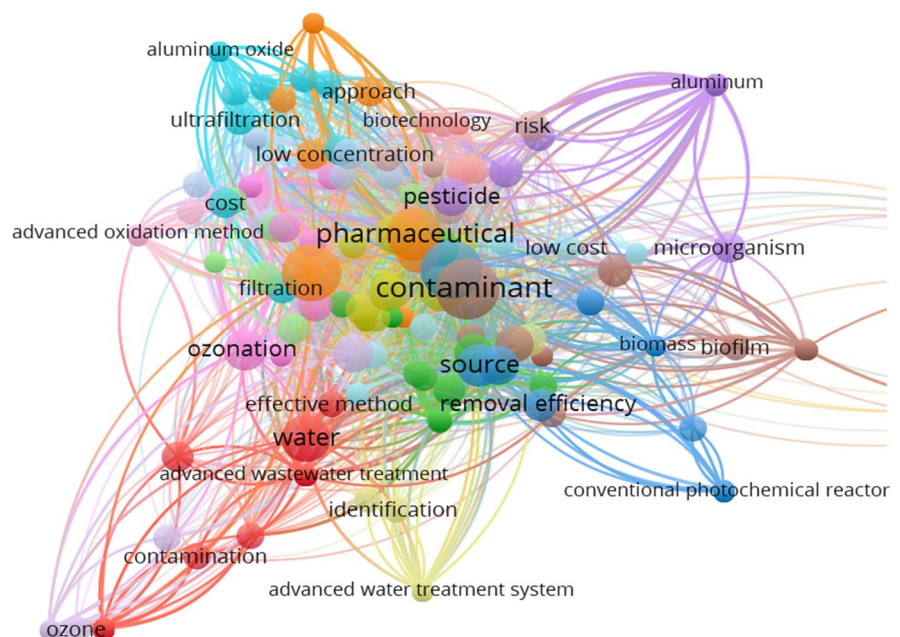 aluminum oxide
aluminum
approach
ultrafiltration
biotechnology
risk
low concentration
pesticide
cost
advanced oxidation method
pharmaceutical
low cost
microorganism
filtration
contaminant
ozonation
biomass
biofilm
source
effective method
removal efficiency
water
advanced wastewater treatment
conventional photochemical reactor
identification
contamination
advanced water treatment system
ozone